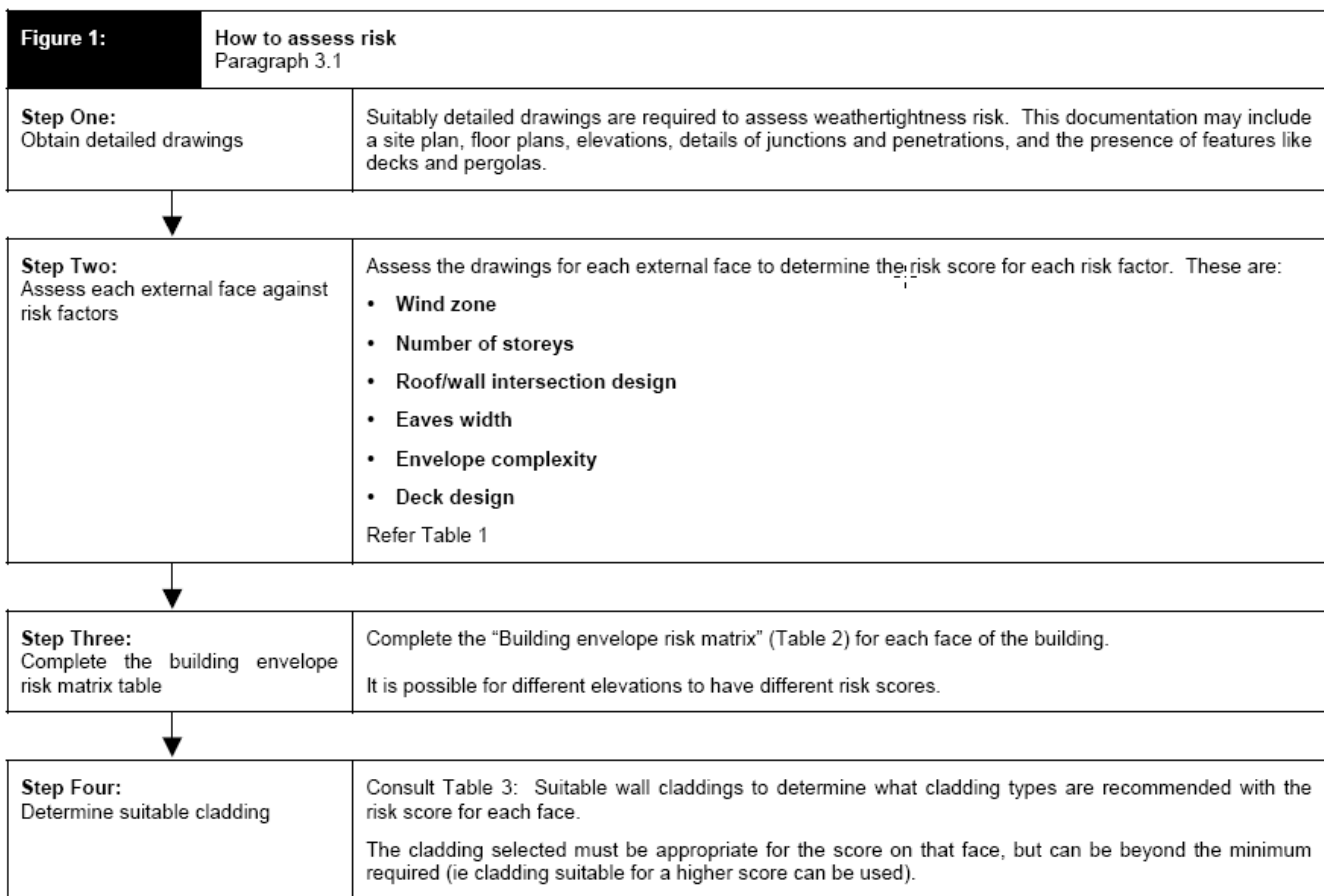 Figure 1:
How to assess risk
Paragraph 3.1
Step One:
Obtain detailed drawings
Suitably detailed drawings are required to assess weathertightness risk. This documentation may include
a site plan, floor plans, elevations, details of junctions and penetrations, and the presence of features like
decks and pergolas.
Step Two:
Assess each external face against
risk factors
Assess the drawings for each external face to determine the risk score for each risk factor. These are:
• Wind zone
• Number of storeys
• Roof/wall intersection design
• Eaves width
• Envelope complexity
• Deck design
Refer Table 1
Step Three:
Complete the building envelope
risk matrix table
Complete the “Building envelope risk matrix” (Table 2) for each face of the building.
It is possible for different elevations to have different risk scores.
Step Four:
Determine suitable cladding
Consult Table 3: Suitable wall claddings to determine what cladding types are recommended with the
risk score for each face.
The cladding selected must be appropriate for the score on that face, but can be beyond the minimum
required (ie cladding suitable for a higher score can be used).